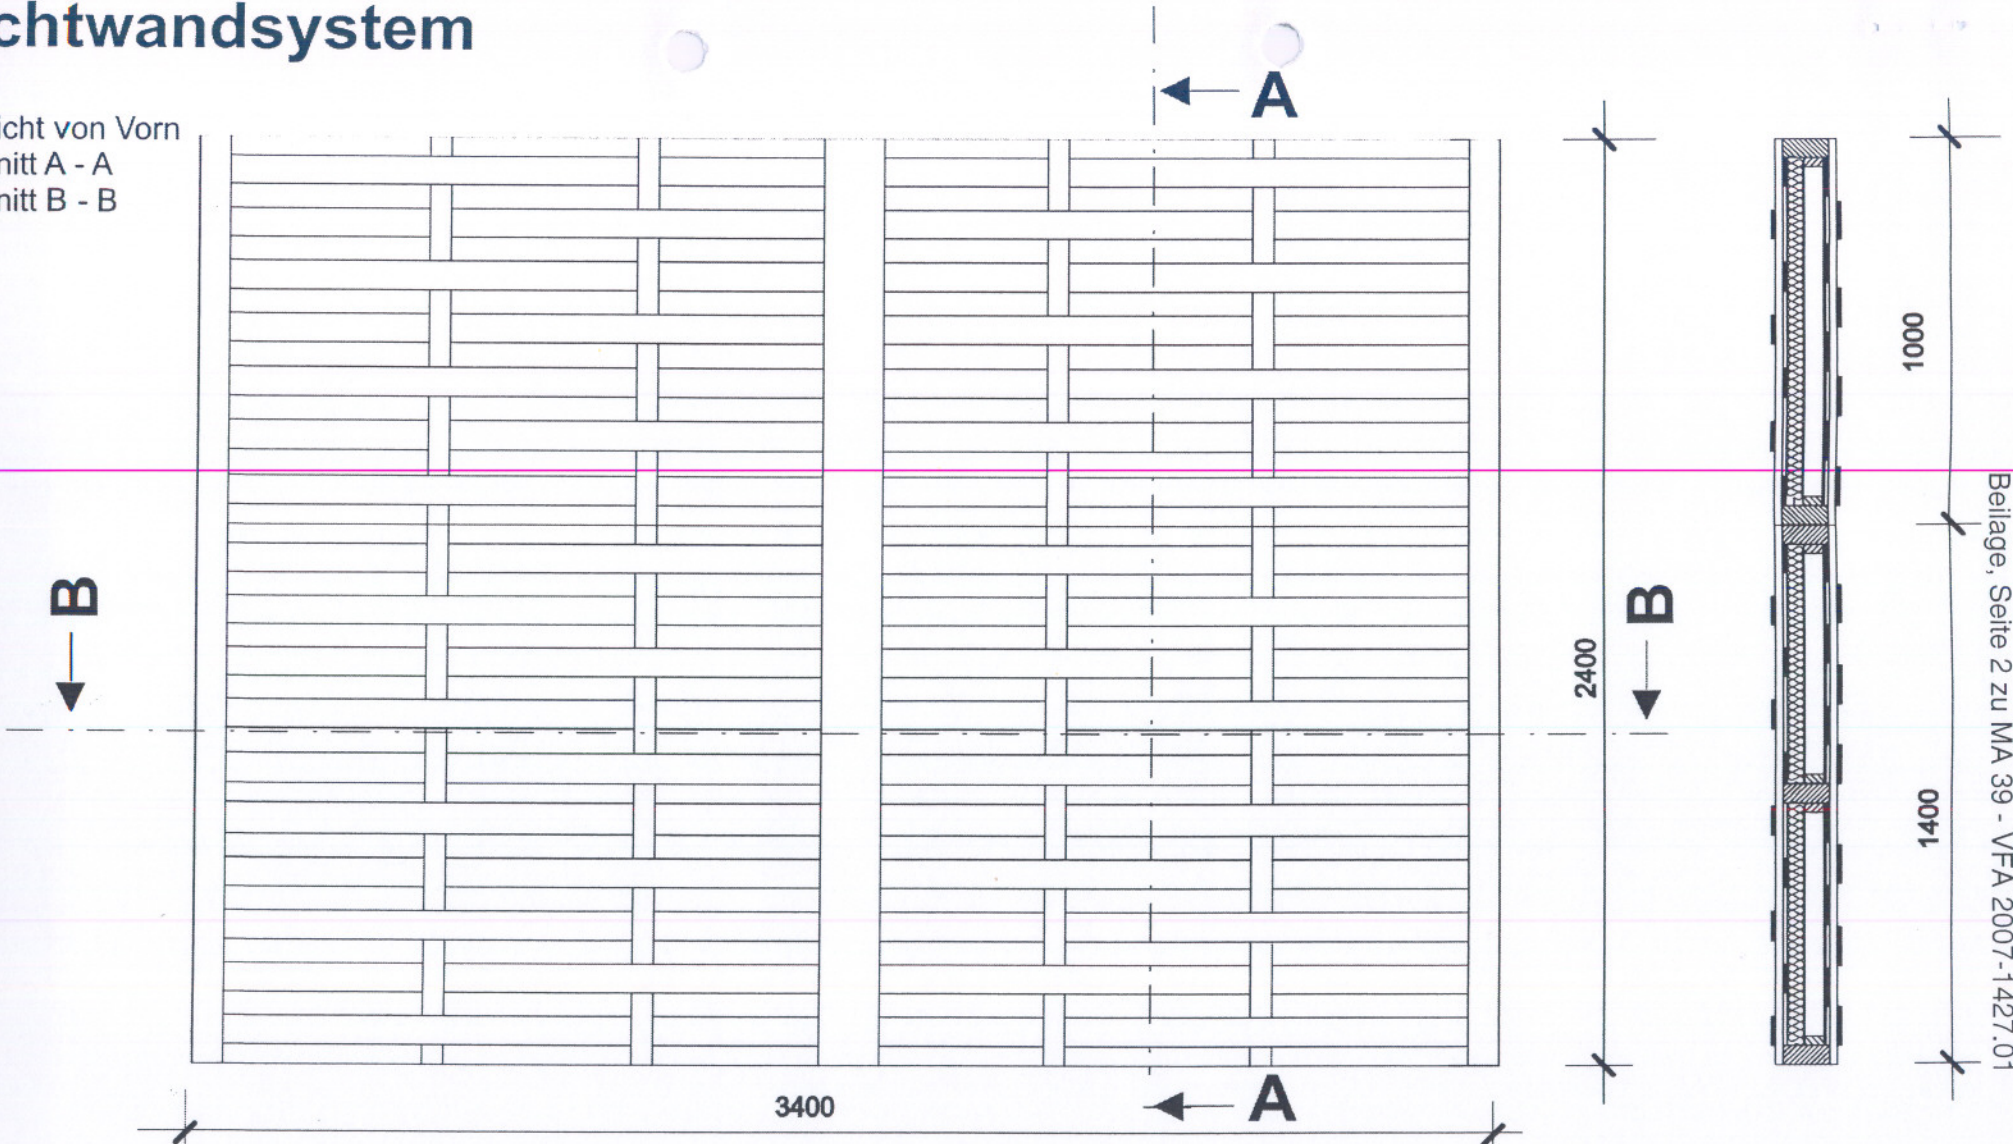 chtwandsystem
icht von Vorn
nitt A - A
nitt B - B
A
B
B
1000
2400
1400
Beilage, Seite 2 zu MA 39 - VFA 2007-1427.01
3400
A